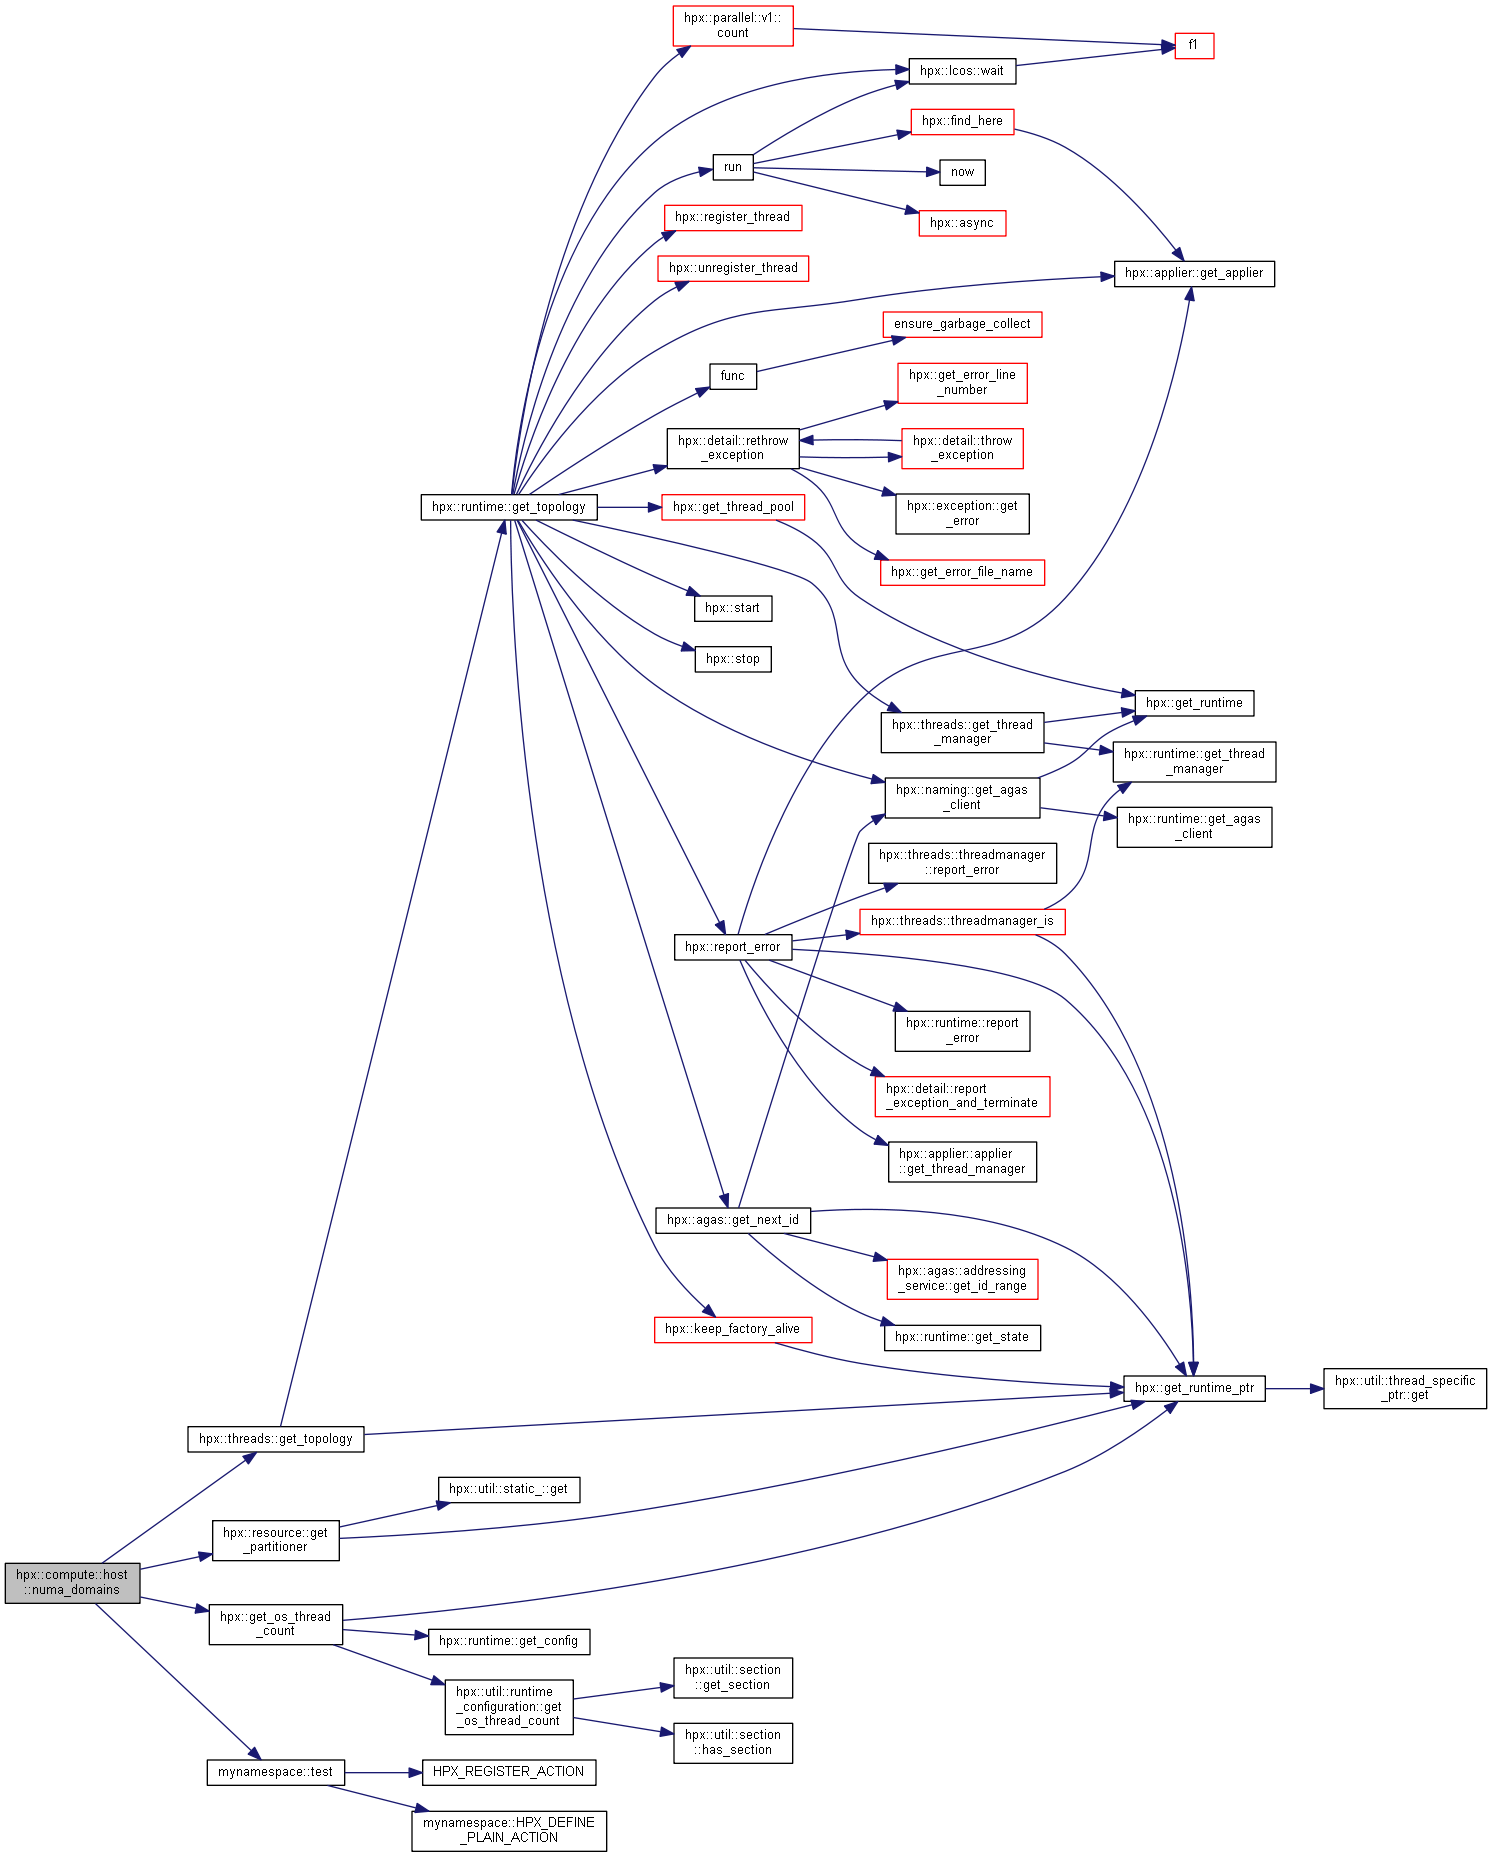 hpx::parallel::v1::
count
f1
hpx::lcos::wait
hpx::find_here
run
now
hpx::register_thread
hpx::async
hpx::unregister_thread
hpx::applier::get_applier
ensure_garbage_collect
func
hpx::get_error_line
_number
hpx::detail::rethrow
_exception
hpx::detail::throw
_exception
hpx::runtime::get_topology
hpx::get_thread_pool
hpx::exception::get
_error
hpx::get_error_file_name
hpx::start
hpx::stop
hpx::get_runtime
hpx::threads::get_thread
_manager
hpx::runtime::get_thread
_manager
hpx::naming::get_agas
_client
hpx::runtime::get_agas
_client
hpx::threads::threadmanager
::report_error
hpx::threads::threadmanager_is
hpx::report_error
hpx::runtime::report
_error
hpx::detail::report
_exception_and_terminate
hpx::applier::applier
::get_thread_manager
hpx::agas::get_next_id
hpx::agas::addressing
_service::get_id_range
hpx::keep_factory_alive
hpx::runtime::get_state
hpx::get_runtime_ptr
hpx::util::thread_specific
_ptr::get
hpx::threads::get_topology
hpx::util::static_::get
hpx::resource::get
_partitioner
hpx::compute::host
::numa_domains
hpx::get_os_thread
_count
hpx::runtime::get_config
hpx::util::section
::get_section
hpx::util::runtime
_configuration::get
_os_thread_count
hpx::util::section
::has_section
mynamespace::test
HPX_REGISTER_ACTION
mynamespace::HPX_DEFINE
_PLAIN_ACTION